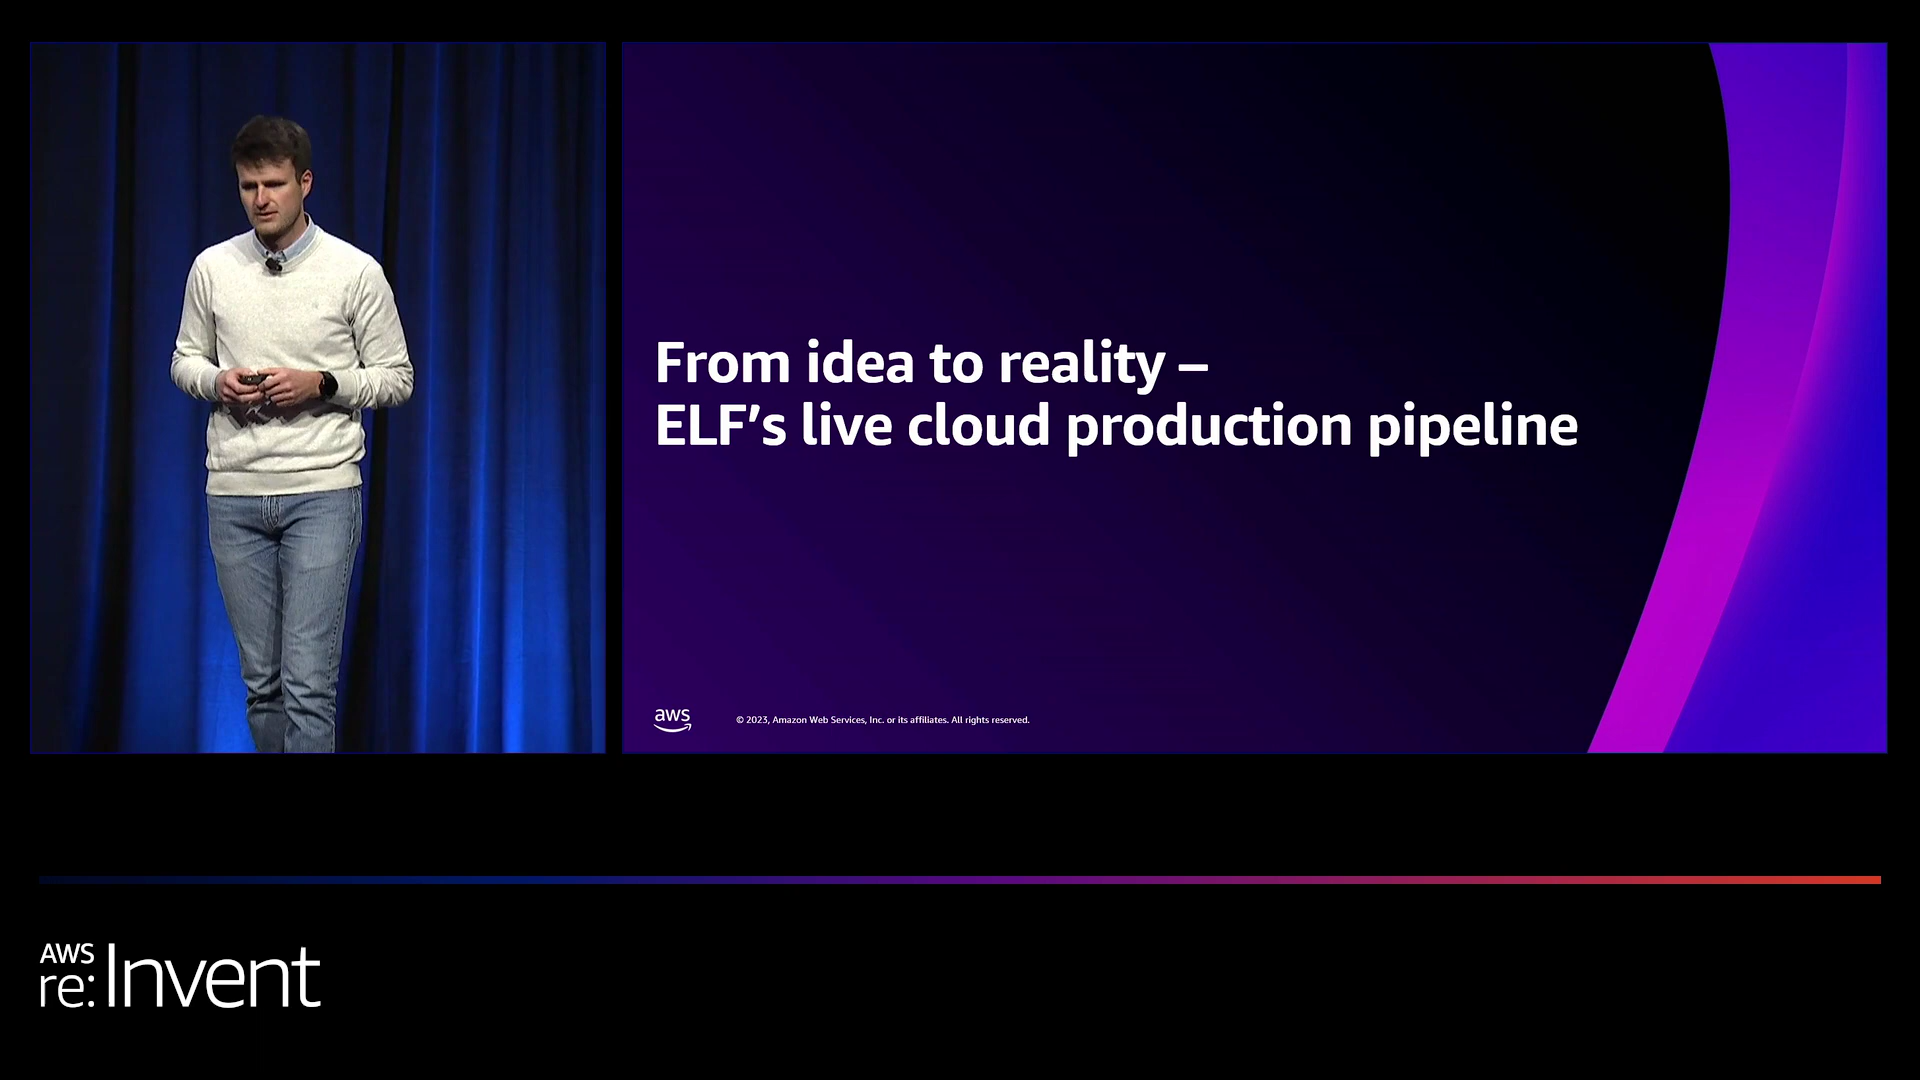 From idea to reality –
ELF’s live cloud production pipeline
aws
© 2023, Amazon Web Services, Inc. or its affiliates. All rights reserved.
AWS
re:Invent